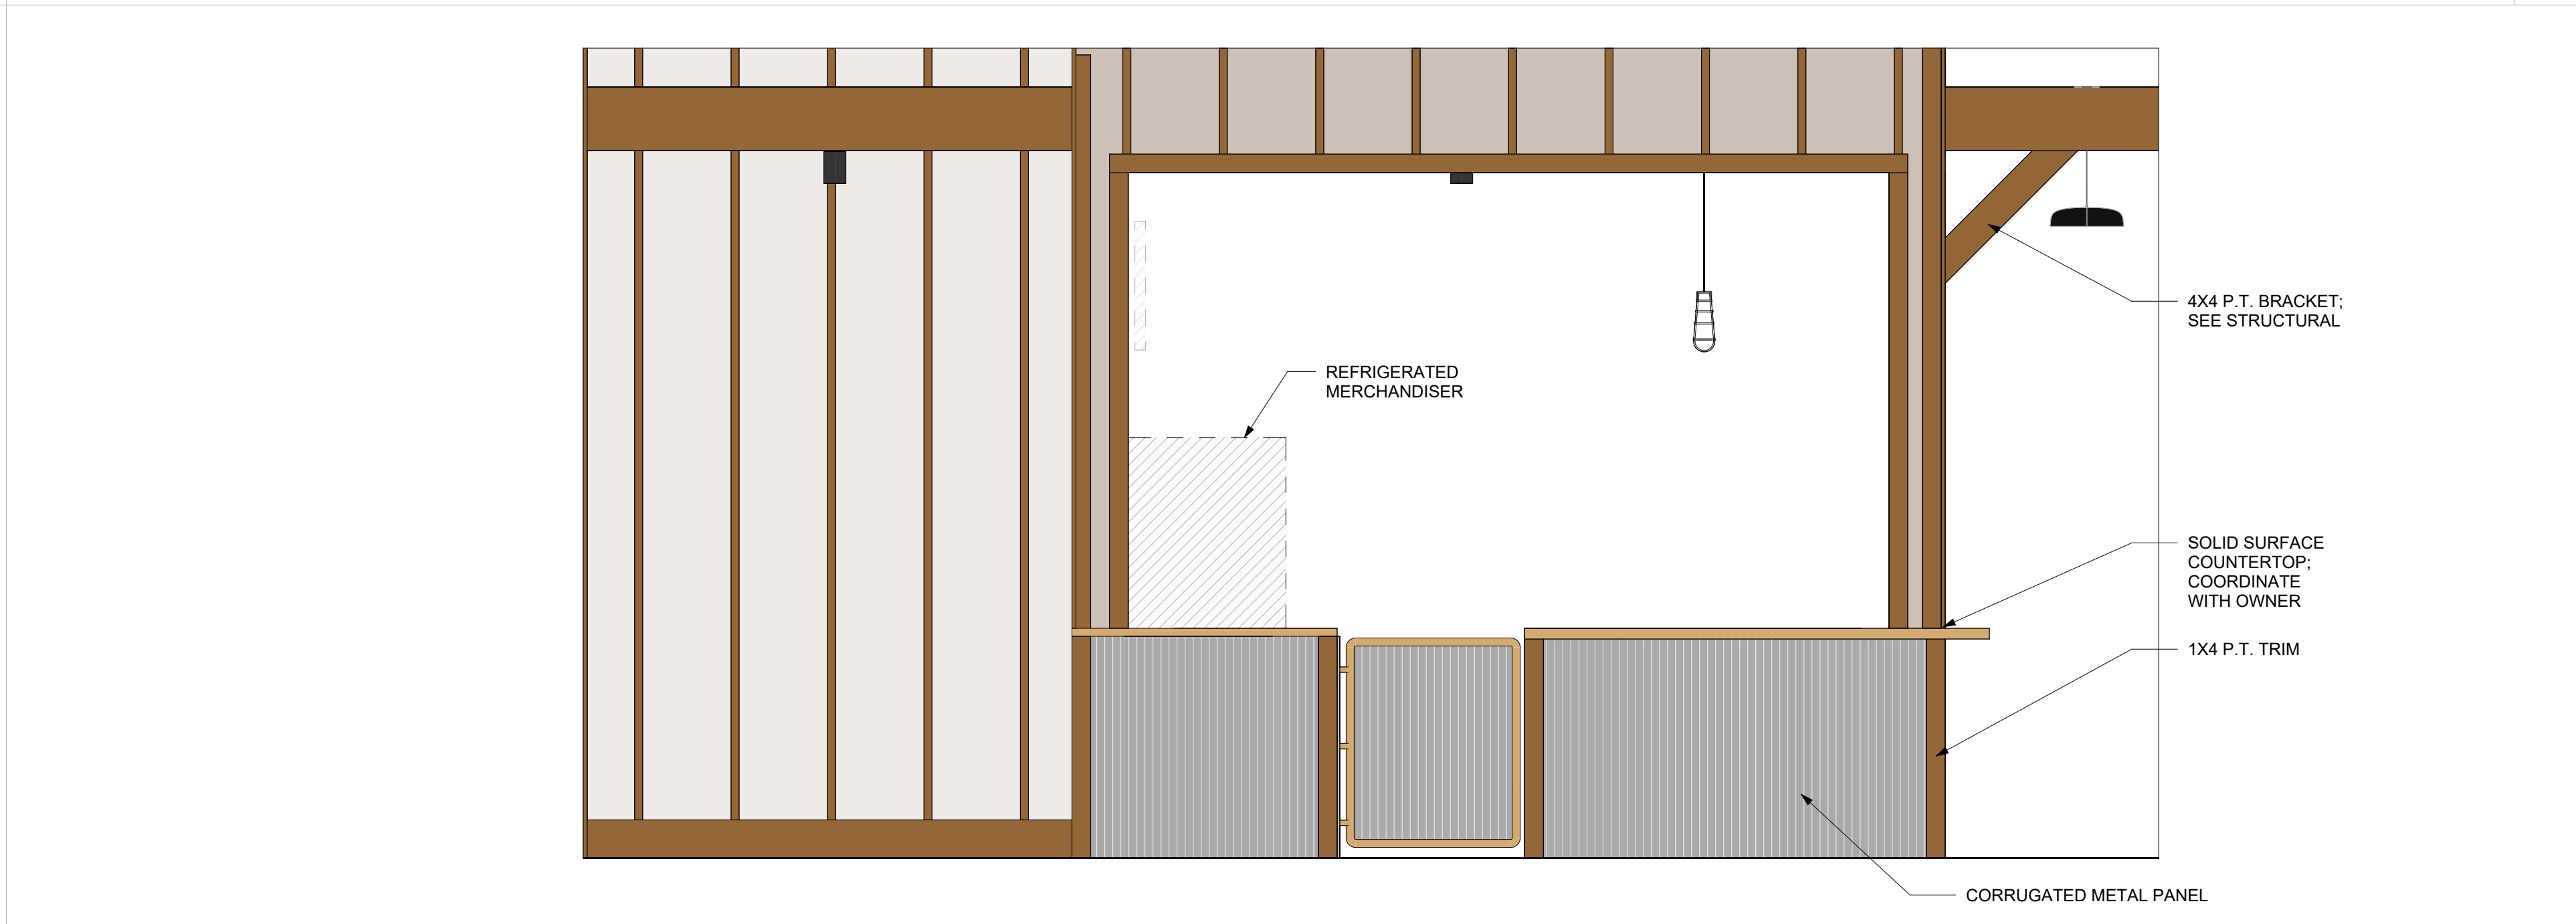 4X4 P.T. BRACKET;
SEE STRUCTURAL
REFRIGERATED
MERCHANDISER
SOLID SURFACE
COUNTERTOP;
COORDINATE
WITH OWNER
1X4 P.T. TRIM
CORRUGATED METAL PANEL